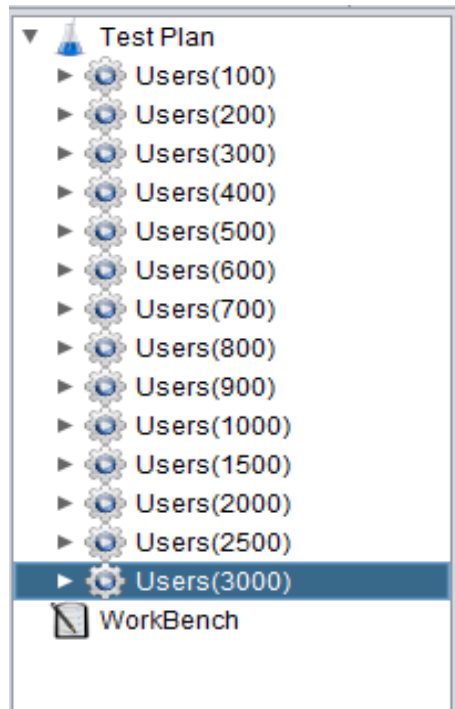 Test Plan
Users(100)
Users(200)
Users(300)
Users(400)
Users(500)
Users(600)
Users(700)
Users(800)
Users(900)
Users(1000)
Users(1500)
Users(2000)
Users(2500)
Users(3000)
WorkBench